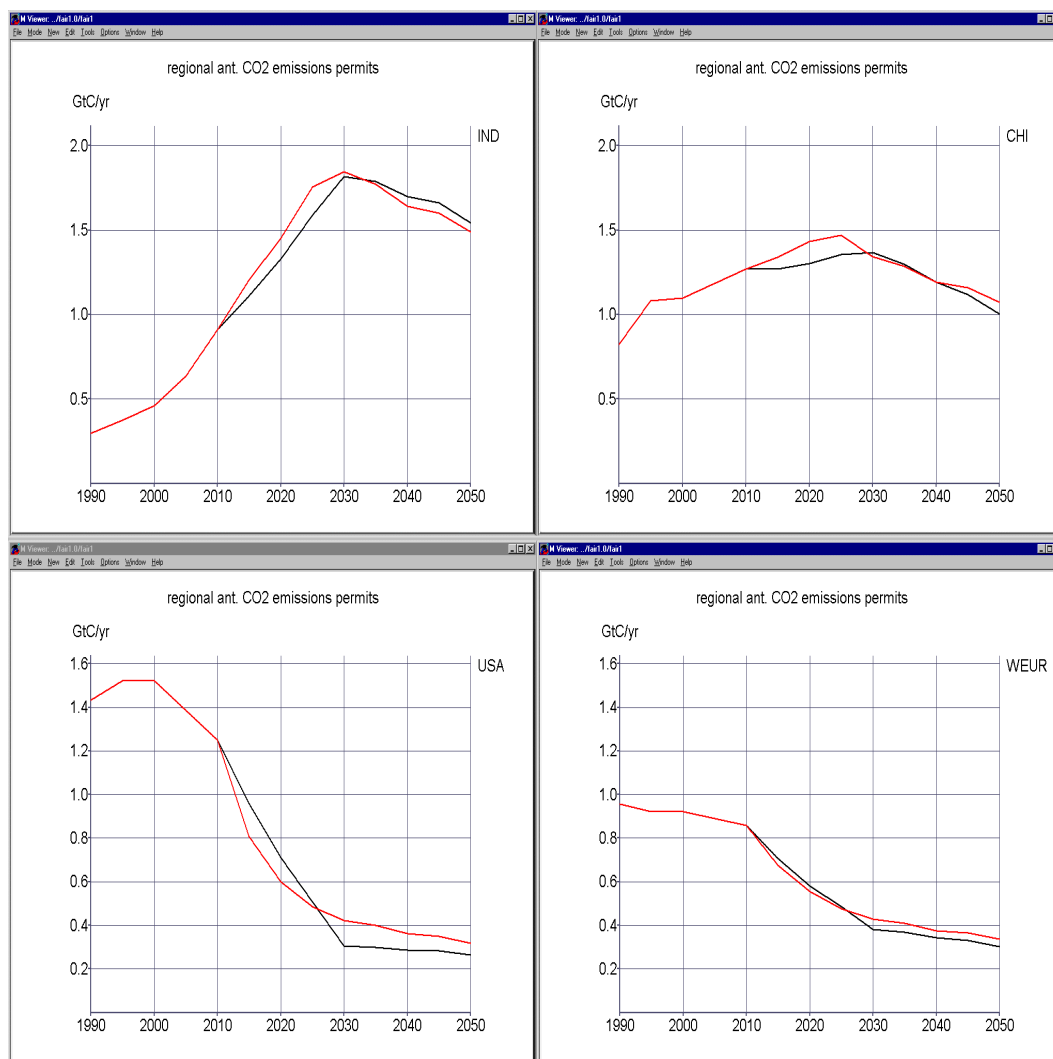 M Viewer: ../fair1.0/fair1
File Mode New Edit Tools Options Window Help
regional ant. CO2 emissions permits
GtC/yr
IND
2.0
1.5
1.0
0.5
1990 2000 2010 2020 2030 2040 2050
M Viewer: ../fair1.0/fair1
File Mode New Edit Tools Options Window Help
regional ant. CO2 emissions permits
GtC/yr
CHI
2.0
1.5
1.0
0.5
1990 2000 2010 2020 2030 2040 2050
M Viewer: ../fair1.0/fair1
File Mode New Edit Tools Options Window Help
regional ant. CO2 emissions permits
GtC/yr
1.6
USA
1.4
1.2
1.0
0.8
0.6
0.4
0.2
1990 2000 2010 2020 2030 2040 2050
M Viewer: ../fair1.0/fair1
File Mode New Edit Tools Options Window Help
regional ant. CO2 emissions permits
GtC/yr
1.6
WEUR
1.4
1.2
1.0
0.8
0.6
0.4
0.2
1990 2000 2010 2020 2030 2040 2050